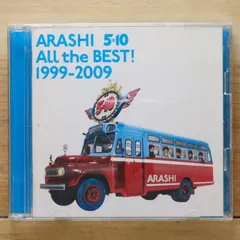 ARASHI 5×10
All the BEST!
1999-2009
ARASHI